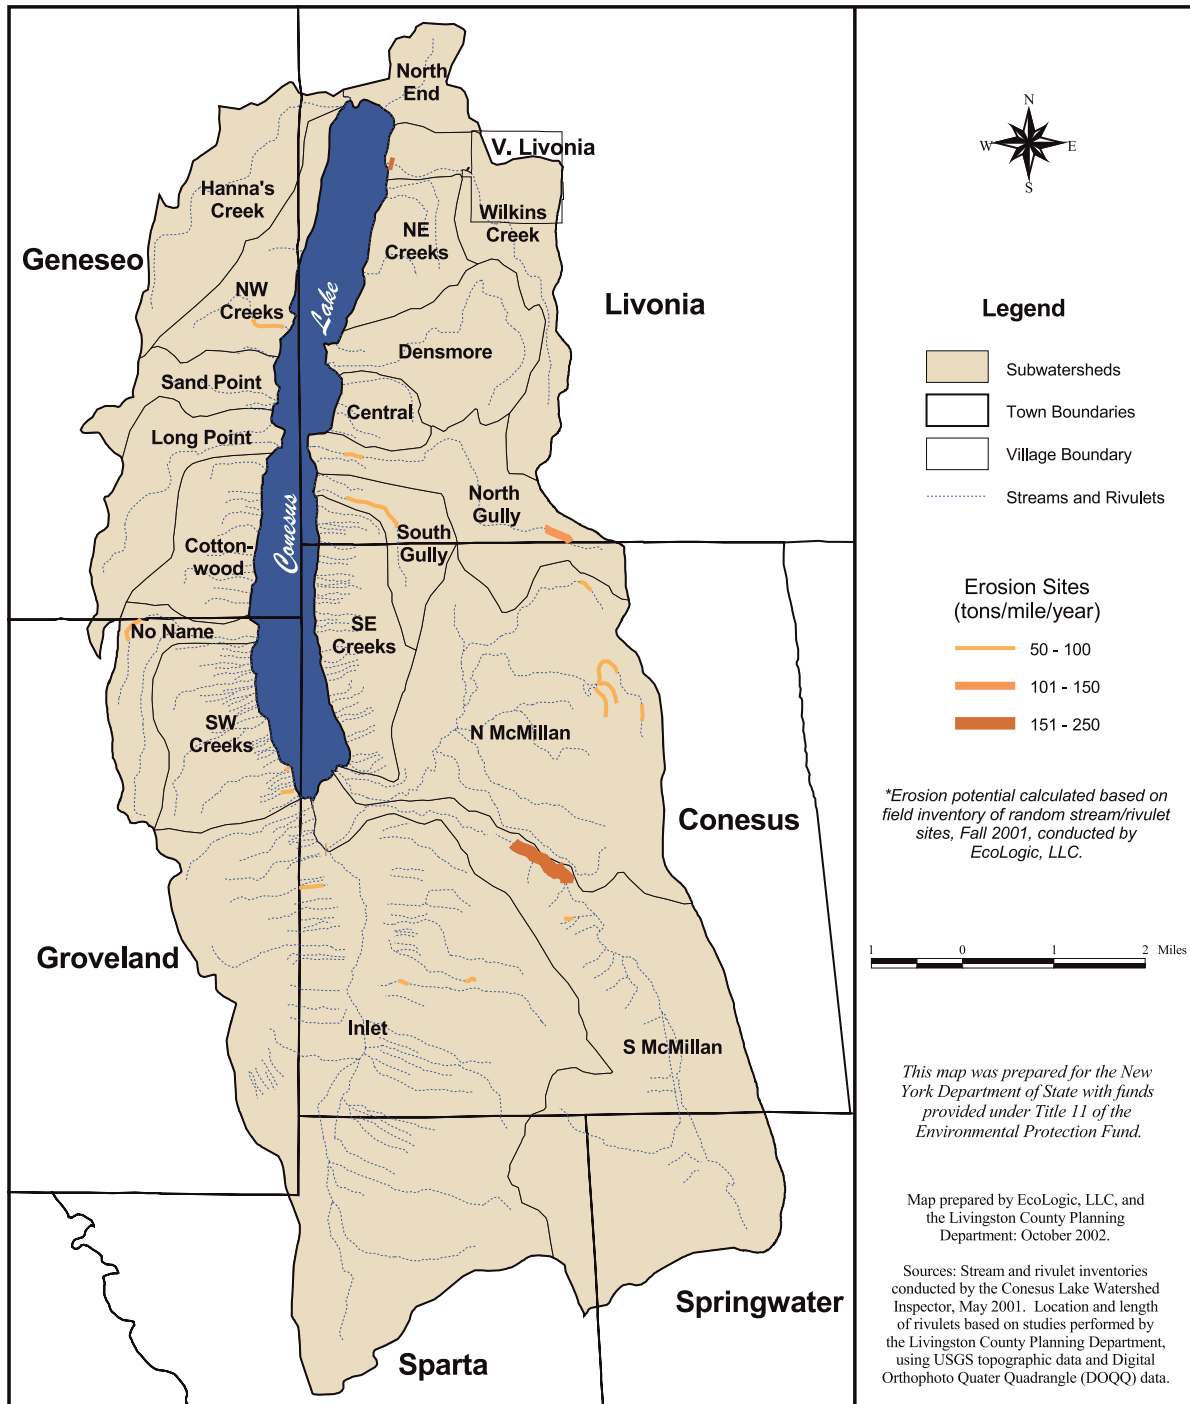 North
End
V. Livonia
Hanna's
Creek
Wilkins
Creek
NE
Creeks
Geneseo
NW
Creeks
Lake
Livonia
Densmore
Sand Point
Central
Long Point
North
Gully
Conesus
South
Gully
Cotton-
wood
No Name
SE
Creeks
SW
Creeks
N McMillan
Conesus
Groveland
Inlet
S McMillan
Springwater
Sparta
N
W
E
S
Legend
Subwatersheds
Town Boundaries
Village Boundary
Streams and Rivulets
Erosion Sites
(tons/mile/year)
50 - 100
101 - 150
151 - 250
*Erosion potential calculated based on
field inventory of random stream/rivulet
sites, Fall 2001, conducted by
EcoLogic, LLC.
1 0 1 2 Miles
This map was prepared for the New
York Department of State with funds
provided under Title 11 of the
Environmental Protection Fund.
Map prepared by EcoLogic, LLC, and
the Livingston County Planning
Department: October 2002.
Sources: Stream and rivulet inventories
conducted by the Conesus Lake Watershed
Inspector, May 2001. Location and length
of rivulets based on studies performed by
the Livingston County Planning Department,
using USGS topographic data and Digital
Orthophoto Quater Quadrangle (DOQQ) data.